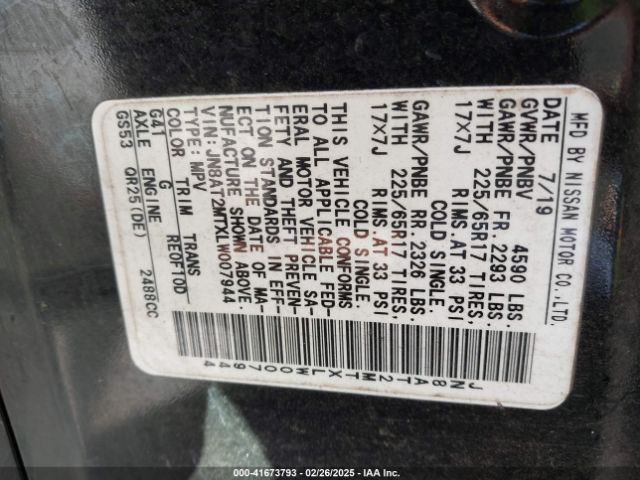 MFD BY NISSAN MOTOR CO.,LTD.
DATE 7/19
GVWR/PNBV 4590 LBS.
GAWR/PNBE FR. 2293 LBS.
WITH 225/65R17 TIRES,
17X7J RIMS AT 33 PSI
COLD SINGLE.
GAWR/PNBE RR. 2326 LBS.
WITH 225/65R17 TIRES,
17X7J RIMS AT 33 PSI
COLD SINGLE.
THIS VEHICLE CONFORMS
TO ALL APPLICABLE FED-
ERAL MOTOR VEHICLE SA-
FETY AND THEFT PREVEN-
TION STANDARDS IN EFF-
ECT ON THE DATE OF MA-
NUFACTURE SHOWN ABOVE.
VIN: JN8AT2MTXLW007944
TYPE: MPV
COLOR TRIM TRANS
G41 G RE0F10D
AXLE ENGINE
GS53 QR25(DE) 2488CC
JN8AT2MTXLW007944
000-41673793 - 02/26/2025 - IAA Inc.